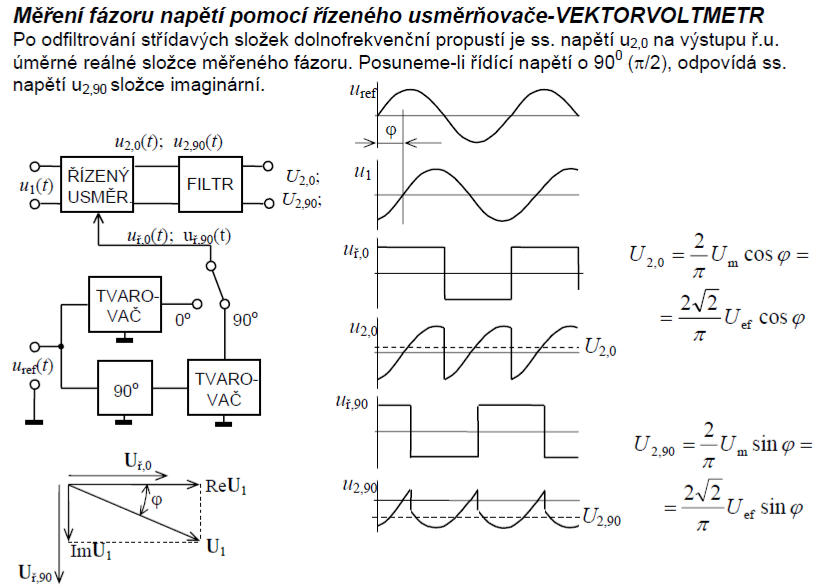 Měření fázoru napětí pomocí řízeného usměrňovače-VEKTORVOLTMETR
Po odfiltrování střídavých složek dolnofrekvenční propustí je ss. napětí u2,0 na výstupu ř.u.
úměrné reálné složce měřeného fázoru. Posuneme-li řídící napětí o 90⁰ (π/2), odpovídá ss.
napětí u2,90 složce imaginární.
u2,0(t); u2,90(t)
u1(t)
ŘÍZENÝ
USMĚR.
FILTR
U2,0;
U2,90;
uř,0(t); uř,90(t)
TVARO-
VAČ
0°
90°
uref(t)
90°
TVARO-
VAČ
Uř,0
ReU1
φ
ImU1
U1
Uř,90
uref
φ
u1
uř,0
u2,0
U2,0
uř,90
u2,90
U2,90
U2,0 = 2/π Um cos φ =
= 2√2/π Uef cos φ
U2,90 = 2/π Um sin φ =
= 2√2/π Uef sin φ